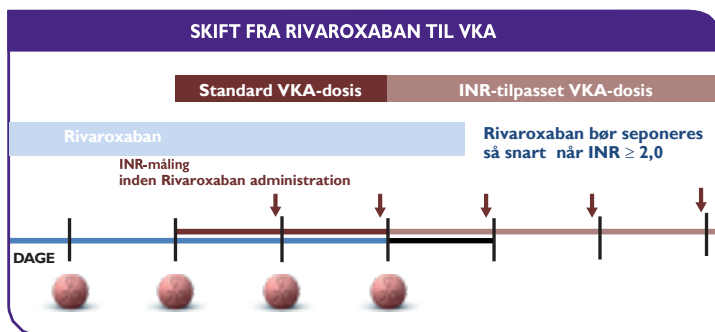 SKIFT FRA RIVAROXABAN TIL VKA
Standard VKA-dosis
INR-tilpasset VKA-dosis
Rivaroxaban
Rivaroxaban bør seponeres
så snart når INR ≥ 2,0
INR-måling
inden Rivaroxaban administration
DAGE